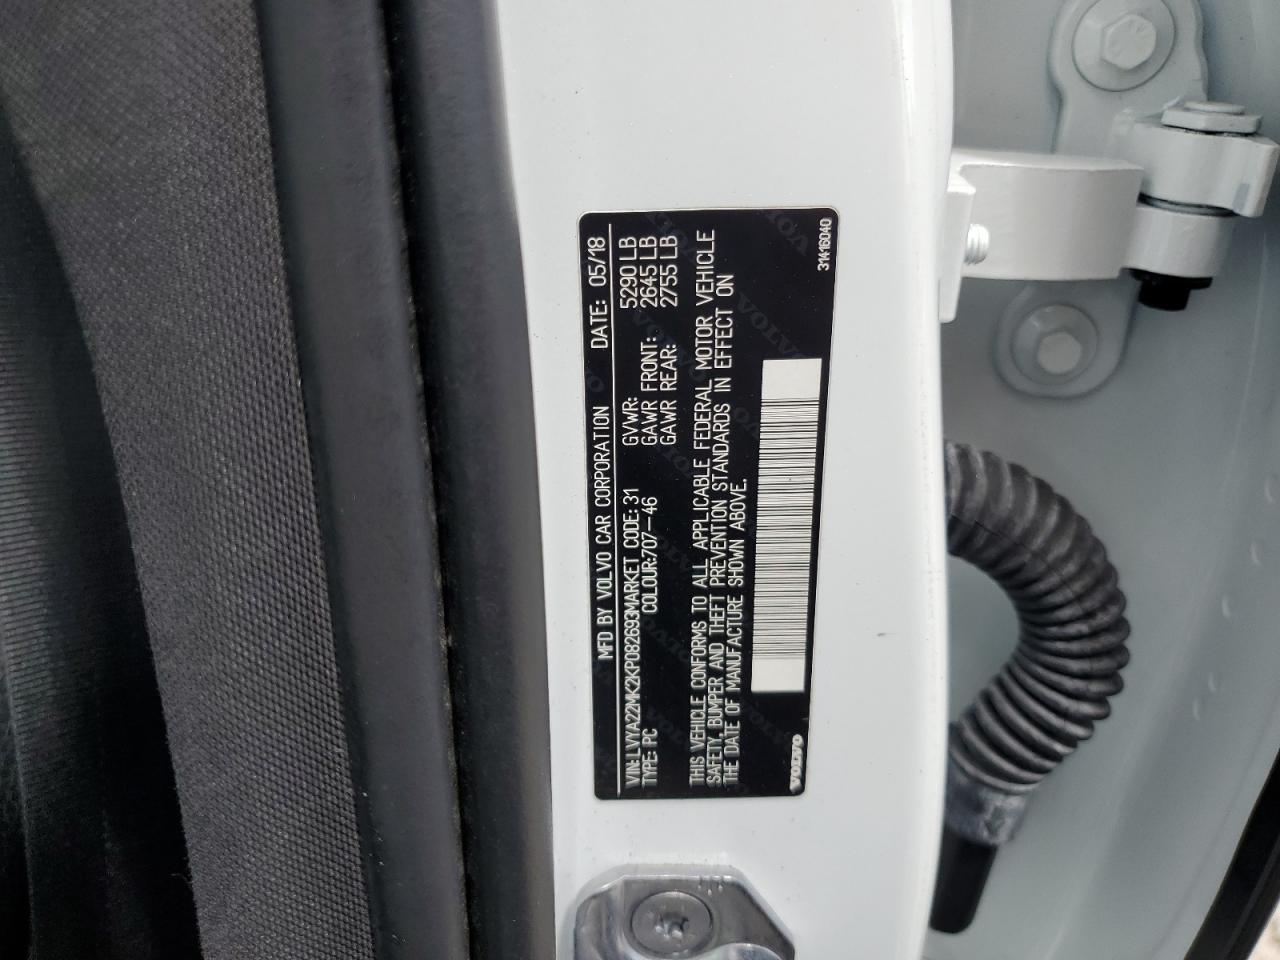 MFD BY VOLVO CAR CORPORATION DATE: 05/18
VIN: LVYA22MK2KP082693 MARKET CODE: 31 GVWR: 5290 LB
TYPE: PC COLOUR:707-46 GAWR FRONT: 2645 LB
GAWR REAR: 2755 LB
THIS VEHICLE CONFORMS TO ALL APPLICABLE FEDERAL MOTOR VEHICLE
SAFETY, BUMPER AND THEFT PREVENTION STANDARDS IN EFFECT ON
THE DATE OF MANUFACTURE SHOWN ABOVE.
VOLVO
31416040